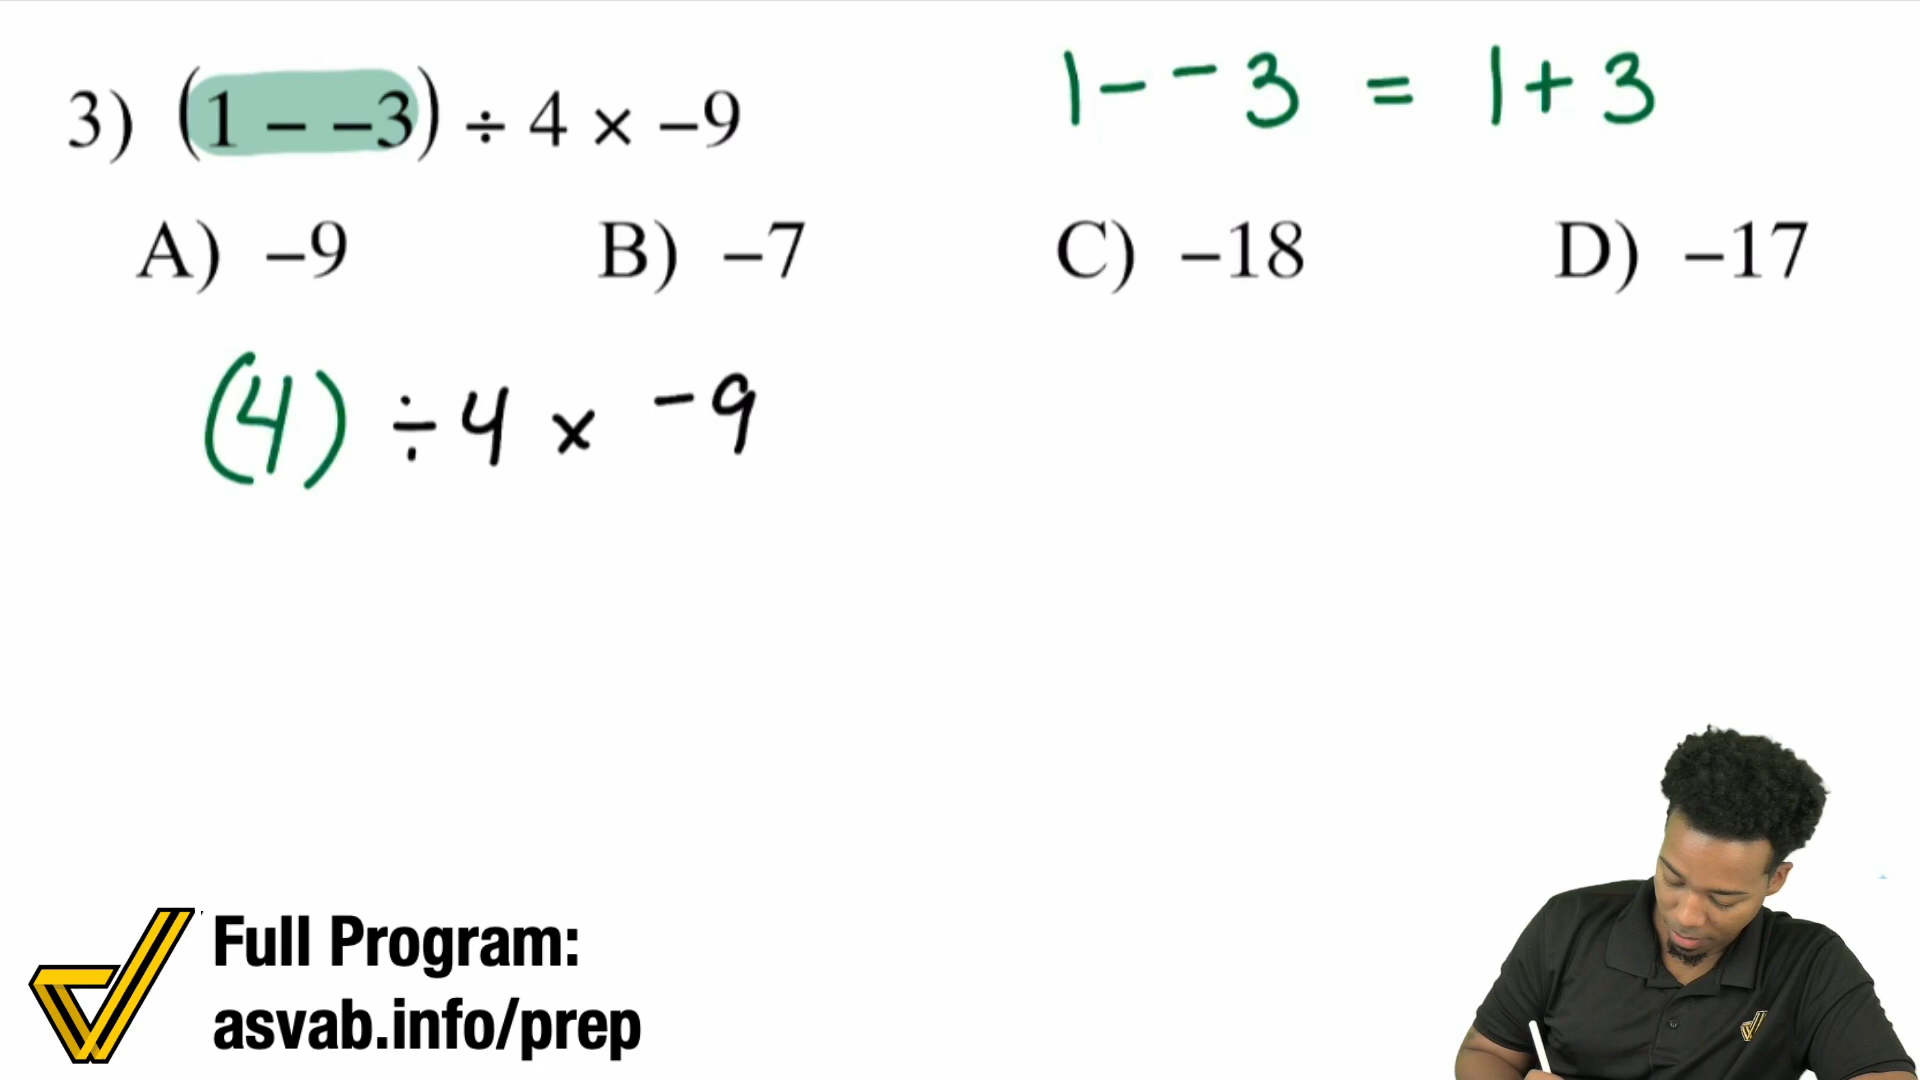 3) (1 – –3) ÷ 4 × –9
1 - - 3 = 1 + 3
A) –9 B) –7 C) –18 D) –17
(4) ÷ 4 × - 9
Full Program:
asvab.info/prep